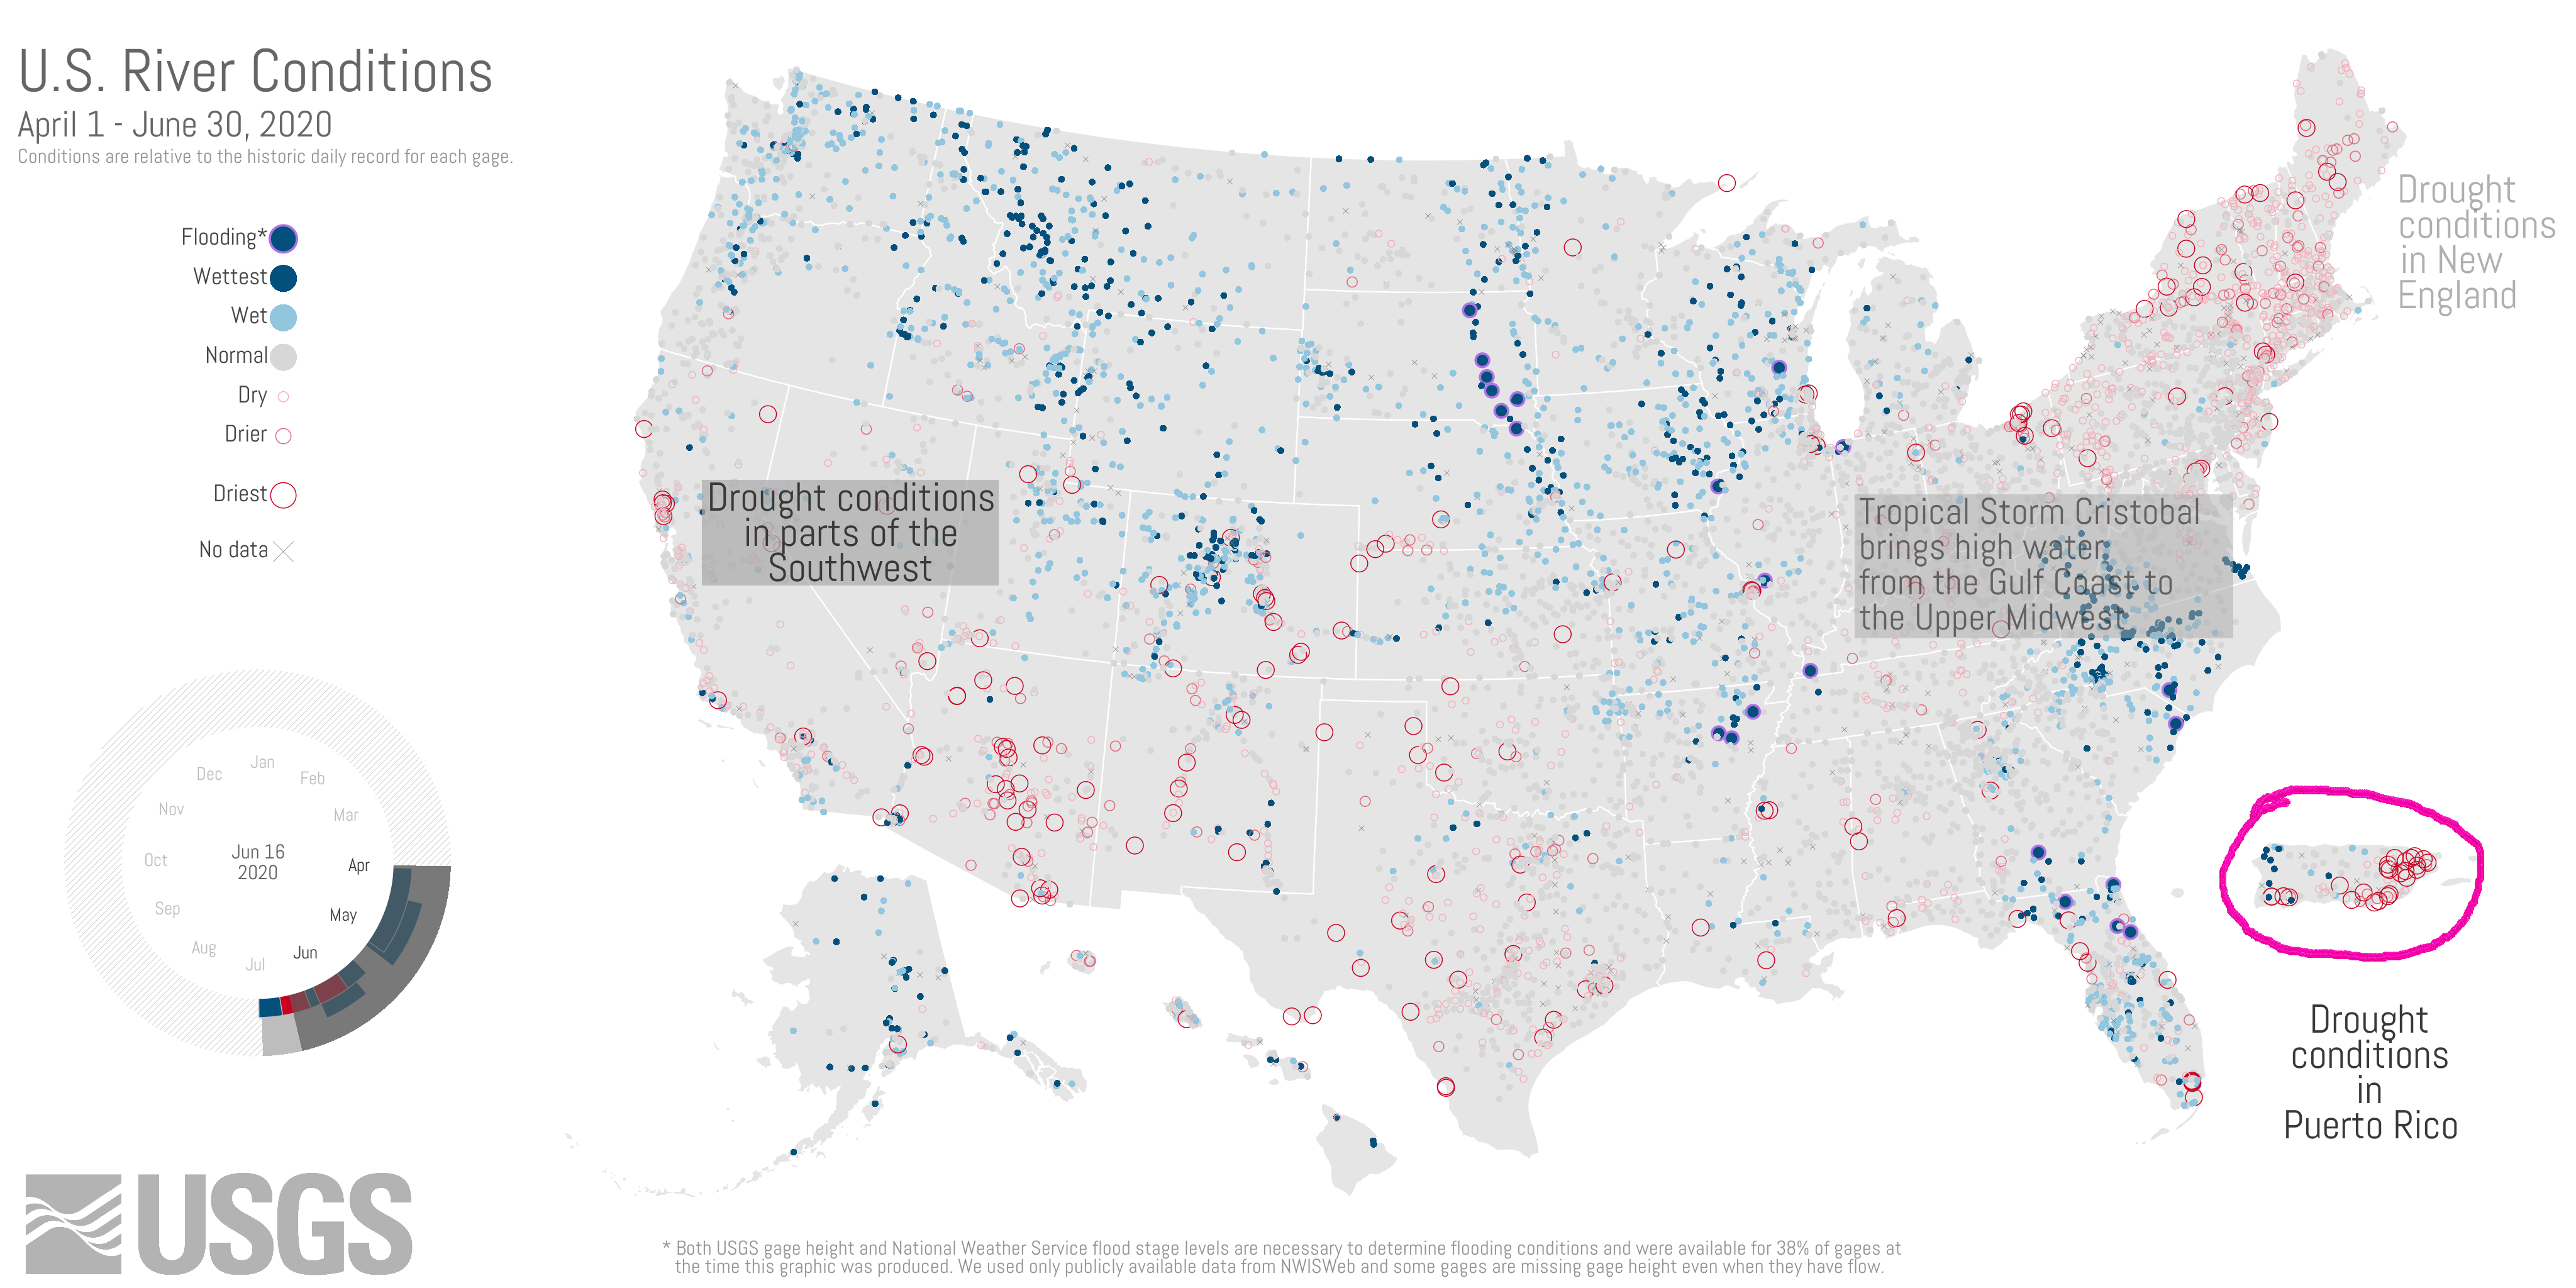 U.S. River Conditions
April 1 - June 30, 2020
Conditions are relative to the historic daily record for each gage.
Flooding*
Wettest
Wet
Normal
Dry
Drier
Driest
No data
Drought
conditions
in New
England
Drought conditions
in parts of the
Southwest
Tropical Storm Cristobal
brings high water
from the Gulf Coast to
the Upper Midwest
Jan
Feb
Mar
Apr
May
Jun
Jul
Aug
Sep
Oct
Nov
Dec
Jun 16
2020
Drought
conditions
in
Puerto Rico
USGS
* Both USGS gage height and National Weather Service flood stage levels are necessary to determine flooding conditions and were available for 38% of gages at
the time this graphic was produced. We used only publicly available data from NWISWeb and some gages are missing gage height even when they have flow.